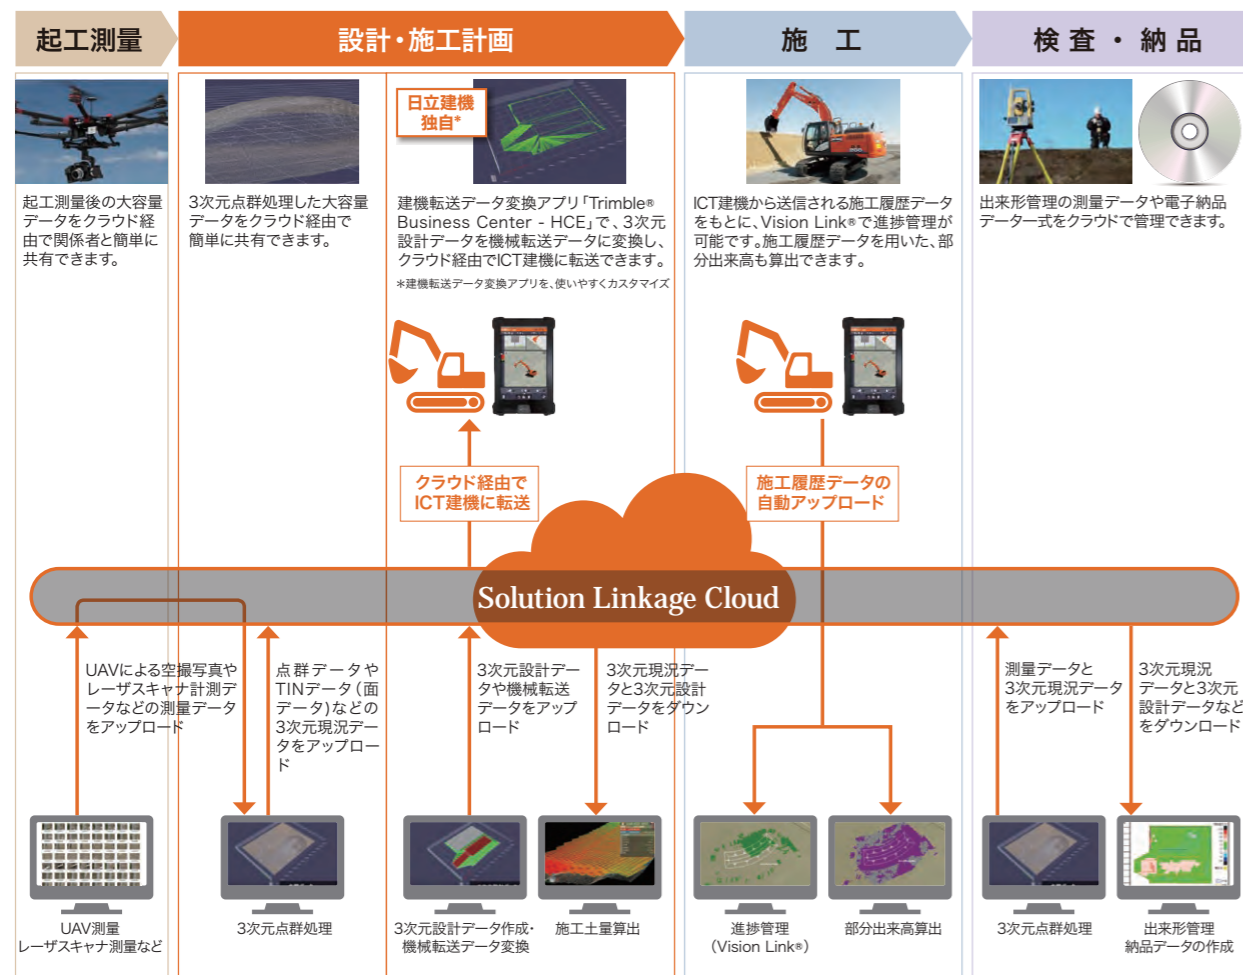 起工測量
設計・施工計画
施 工
検 査 ・ 納 品
起工測量後の大容量
データをクラウド経
由で関係者と簡単に
共有できます。
3次元点群処理した大容量
データをクラウド経由で
簡単に共有できます。
日立建機
独自*
建機転送データ変換アプリ「Trimble®
Business Center - HCE」で、3次元
設計データを機械転送データに変換し、
クラウド経由でICT建機に転送できます。
*建機転送データ変換アプリを、使いやすくカスタマイズ
ICT建機から送信される施工履歴データ
をもとに、Vision Link®で進捗管理が
可能です。施工履歴データを用いた、部
分出来高も算出できます。
出来形管理の測量データや電子納品
データ一式をクラウドで管理できます。
クラウド経由で
ICT建機に転送
施工履歴データの
自動アップロード
Solution Linkage Cloud
UAVによる空撮写真や
レーザスキャナ計測デ
ータなどの測量データ
をアップロード
点群データや
TINデータ(面
データ)などの
3次元現況デー
タをアップロー
ド
3次元設計デー
タや機械転送
データをアップ
ロード
3次元現況デー
タと3次元設計
データをダウン
ロード
測量データと
3次元現況データ
をアップロード
3次元現況
データと3次元
設計データなど
をダウンロード
UAV測量
レーザスキャナ測量など
3次元点群処理
3次元設計データ作成・
機械転送データ変換
施工土量算出
進捗管理
(Vision Link®)
部分出来高算出
3次元点群処理
出来形管理
納品データの作成